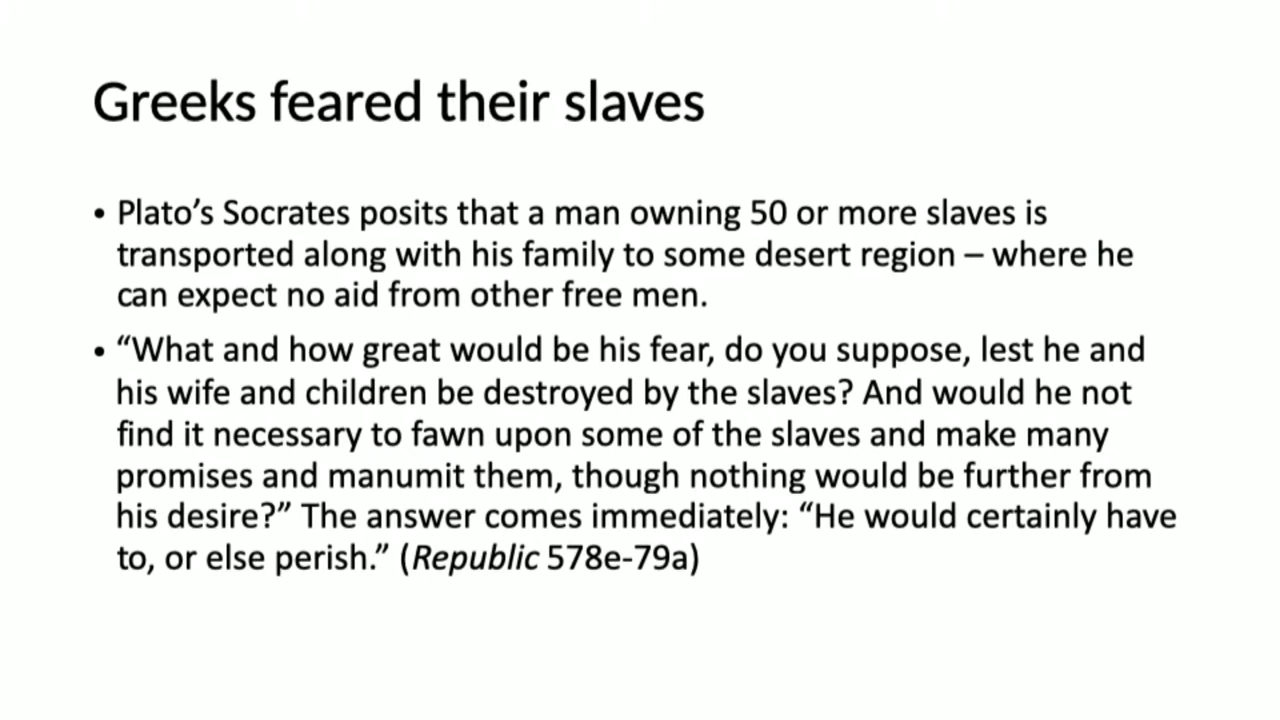 Greeks feared their slaves
• Plato’s Socrates posits that a man owning 50 or more slaves is
transported along with his family to some desert region – where he
can expect no aid from other free men.
• “What and how great would be his fear, do you suppose, lest he and
his wife and children be destroyed by the slaves? And would he not
find it necessary to fawn upon some of the slaves and make many
promises and manumit them, though nothing would be further from
his desire?” The answer comes immediately: “He would certainly have
to, or else perish.” (Republic 578e-79a)